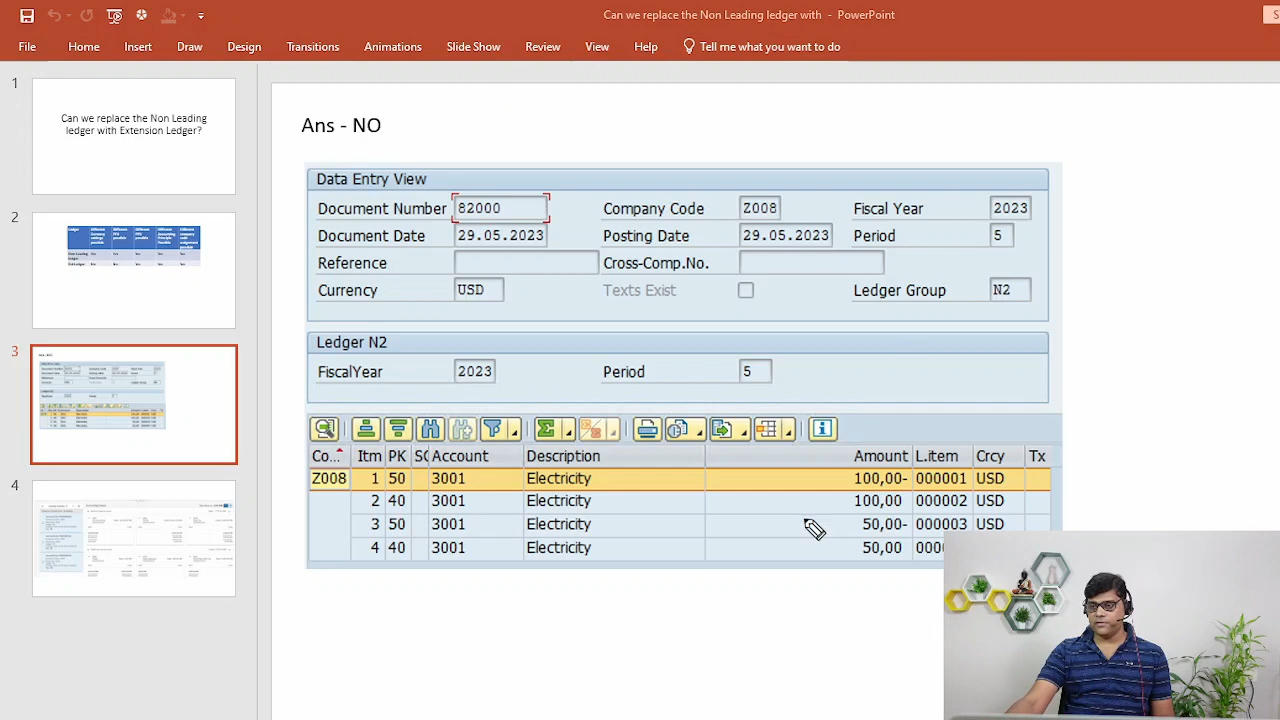 Can we replace the Non Leading ledger with - PowerPoint
File Home Insert Draw Design Transitions Animations Slide Show Review View Help Tell me what you want to do
1
Can we replace the Non Leading
ledger with Extension Ledger?
2
3
4
Ans - NO
Data Entry View
Document Number 82000 Company Code Z008 Fiscal Year 2023
Document Date 29.05.2023 Posting Date 29.05.2023 Period 5
Reference Cross-Comp.No.
Currency USD Texts Exist Ledger Group N2
Ledger N2
FiscalYear 2023 Period 5
Co... Itm PK SG Account Description Amount L.item Crcy Tx
Z008 1 50 3001 Electricity 100,00- 000001 USD
2 40 3001 Electricity 100,00 000002 USD
3 50 3001 Electricity 50,00- 000003 USD
4 40 3001 Electricity 50,00